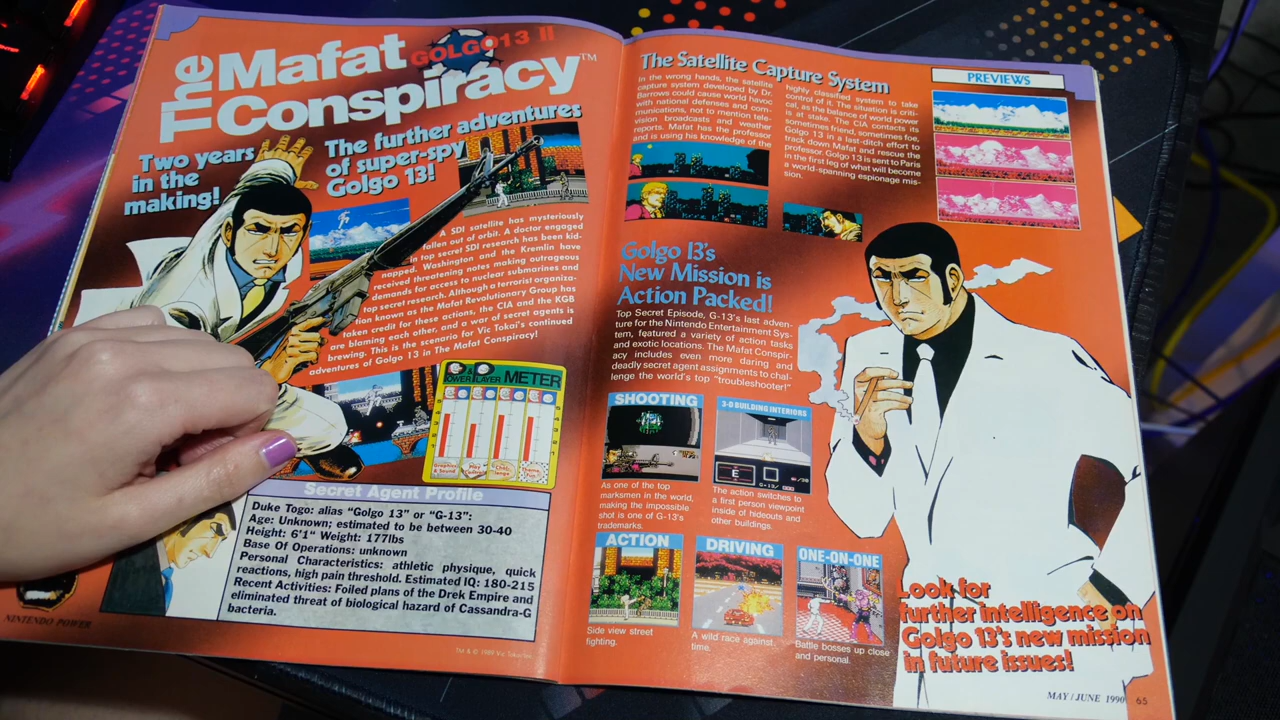 The Mafat
Conspiracy™
GOLGO 13 II
Two years
in the
making!
The further adventures
of super-spy
Golgo 13!
A SDI satellite has mysteriously
fallen out of orbit. A doctor engaged
in top secret SDI research has been kid-
napped. Washington and the Kremlin have
received threatening notes making outrageous
demands for access to nuclear submarines and
top secret research. Although a terrorist organiza-
tion known as the Mafat Revolutionary Group has
taken credit for these actions, the CIA and the KGB
are blaming each other, and a war of secret agents is
brewing. This is the scenario for Vic Tokai's continued
adventures of Golgo 13 in The Mafat Conspiracy!
POWER PLAYER METER
Graphics
& Sound
Play
Chal-
lenge
Theme
Secret Agent Profile
Duke Togo: alias "Golgo 13" or "G-13":
Age: Unknown; estimated to be between 30-40
Height: 6'1" Weight: 177lbs
Base Of Operations: unknown
Personal Characteristics: athletic physique, quick
reactions, high pain threshold. Estimated IQ: 180-215
Recent Activities: Foiled plans of the Drek Empire and
eliminated threat of biological hazard of Cassandra-G
bacteria.
NINTENDO POWER
TM & © 1989 Vic Tokai Inc.
PREVIEWS
The Satellite Capture System
In the wrong hands, the satellite
capture system developed by Dr.
Barrows could cause world havoc
with national defenses and com-
munications, not to mention tele-
vision broadcasts and weather
reports. Mafat has the professor
and is using his knowledge of the
highly classified system to take
control of it. The situation is criti-
cal, as the balance of world power
is at stake. The CIA contacts its
sometimes friend, sometimes foe,
Golgo 13 in a last-ditch effort to
track down Mafat and rescue the
professor. Golgo 13 is sent to Paris
in the first leg of what will become
a world-spanning espionage mis-
sion.
Golgo 13's
New Mission is
Action Packed!
Top Secret Episode, G-13's last adven-
ture for the Nintendo Entertainment Sys-
tem, featured a variety of action tasks
and exotic locations. The Mafat Conspir-
acy includes even more daring and
deadly secret agent assignments to chal-
lenge the world's top "troubleshooter!"
SHOOTING
As one of the top
marksmen in the world,
making the impossible
shot is one of G-13's
trademarks.
3-D BUILDING INTERIORS
E
The action switches to
a first person viewpoint
inside of hideouts and
other buildings.
ACTION
Side view street
fighting.
DRIVING
A wild race against
time.
ONE-ON-ONE
Battle bosses up close
and personal.
Look for
further intelligence on
Golgo 13's new mission
in future issues!
MAY/JUNE 1990 65